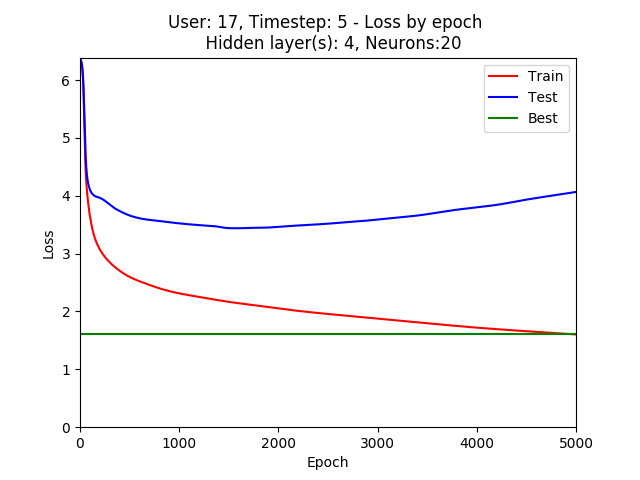 User: 17, Timestep: 5 - Loss by epoch
Hidden layer(s): 4, Neurons:20
Train
Test
Best
Loss
6
5
4
3
2
1
0
0 1000 2000 3000 4000 5000
Epoch